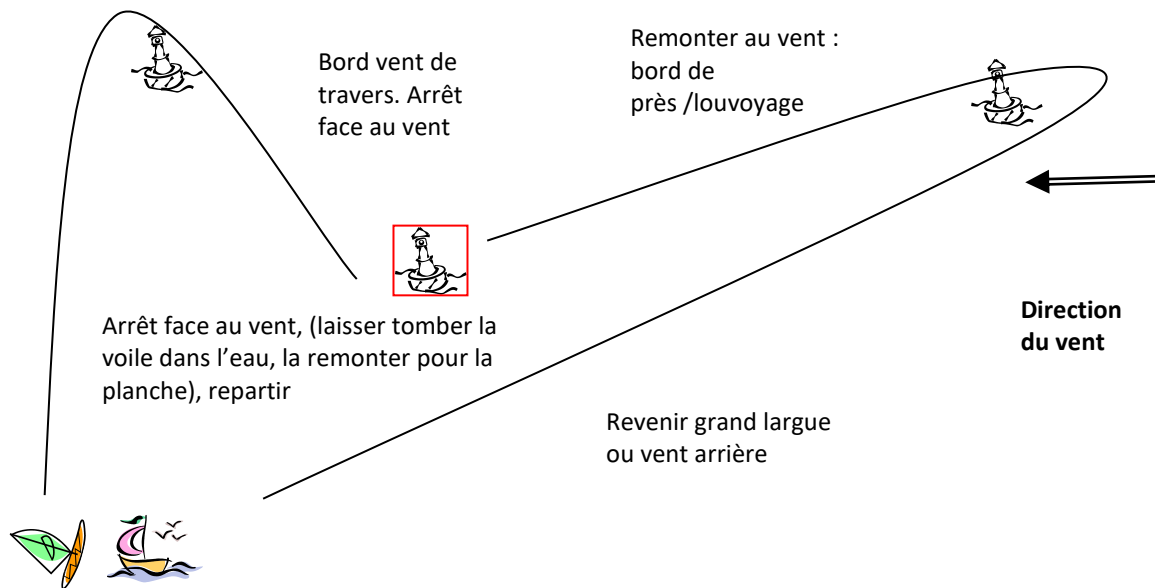 Bord vent de
travers. Arrêt
face au vent
Remonter au vent :
bord de
près /louvoyage
Arrêt face au vent, (laisser tomber la
voile dans l’eau, la remonter pour la
planche), repartir
Direction
du vent
Revenir grand largue
ou vent arrière